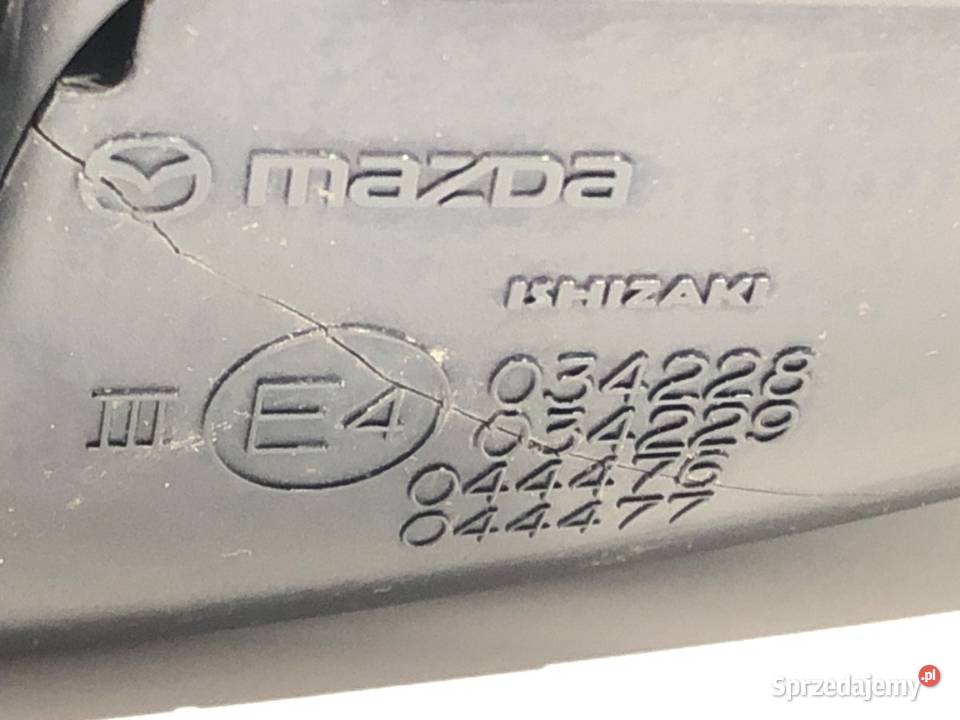 mazda
ISHIZAKI
III E4 034228
034229
044476
044477
Sprzedajemy.pl